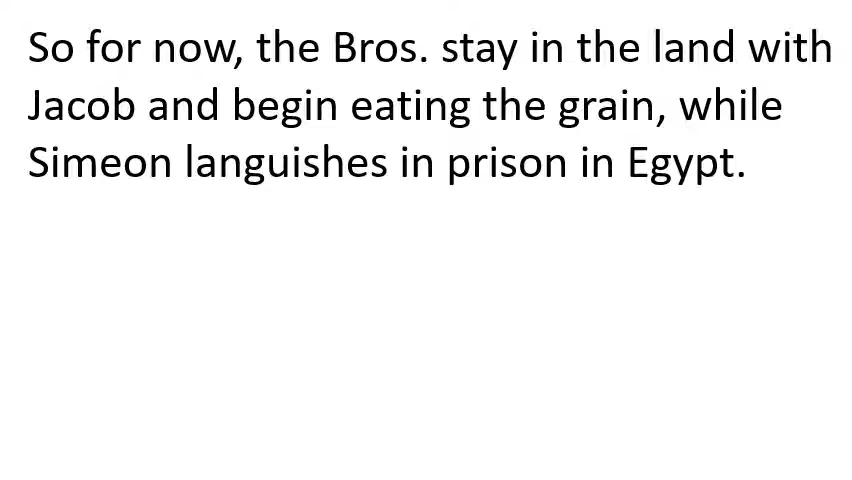 So for now, the Bros. stay in the land with
Jacob and begin eating the grain, while
Simeon languishes in prison in Egypt.